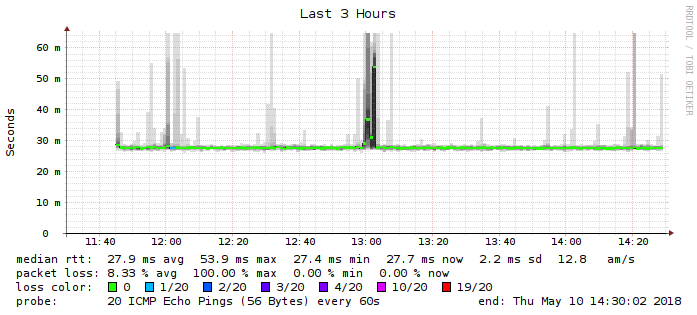 Last 3 Hours
RRDTOOL / TOBI OETIKER
Seconds
60 m
50 m
40 m
30 m
20 m
10 m
0
11:40 12:00 12:20 12:40 13:00 13:20 13:40 14:00 14:20
median rtt: 27.9 ms avg 53.9 ms max 27.4 ms min 27.7 ms now 2.2 ms sd 12.8 am/s
packet loss: 8.33 % avg 100.00 % max 0.00 % min 0.00 % now
loss color: 0 1/20 2/20 3/20 4/20 10/20 19/20
probe: 20 ICMP Echo Pings (56 Bytes) every 60s end: Thu May 10 14:30:02 2018